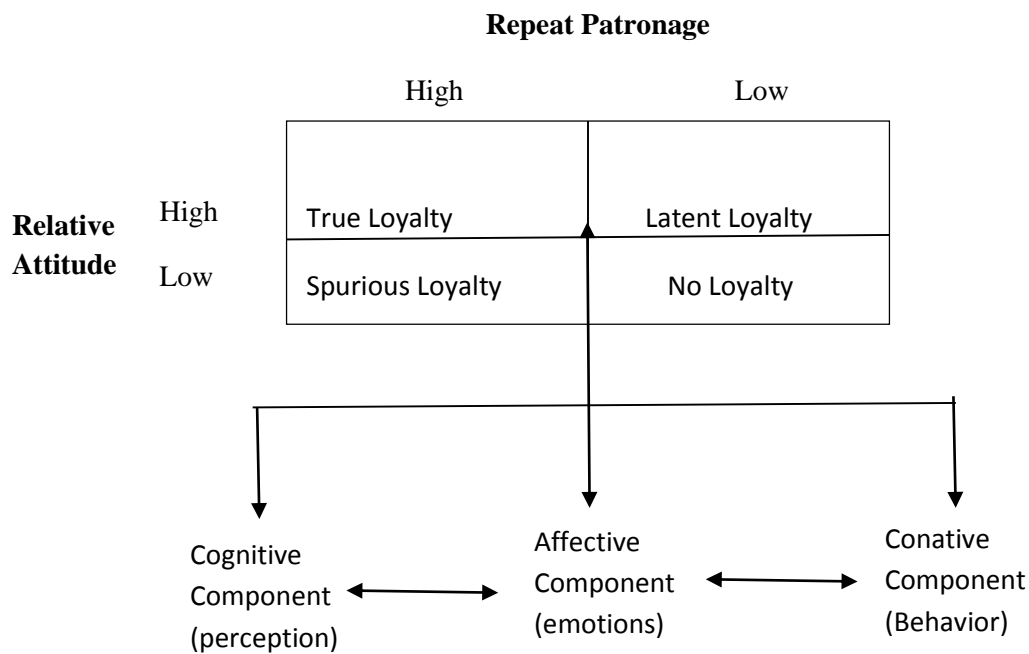 Repeat Patronage
High Low
Relative
Attitude
High
Low
True Loyalty Latent Loyalty
Spurious Loyalty No Loyalty
Cognitive
Component
(perception)
Affective
Component
(emotions)
Conative
Component
(Behavior)